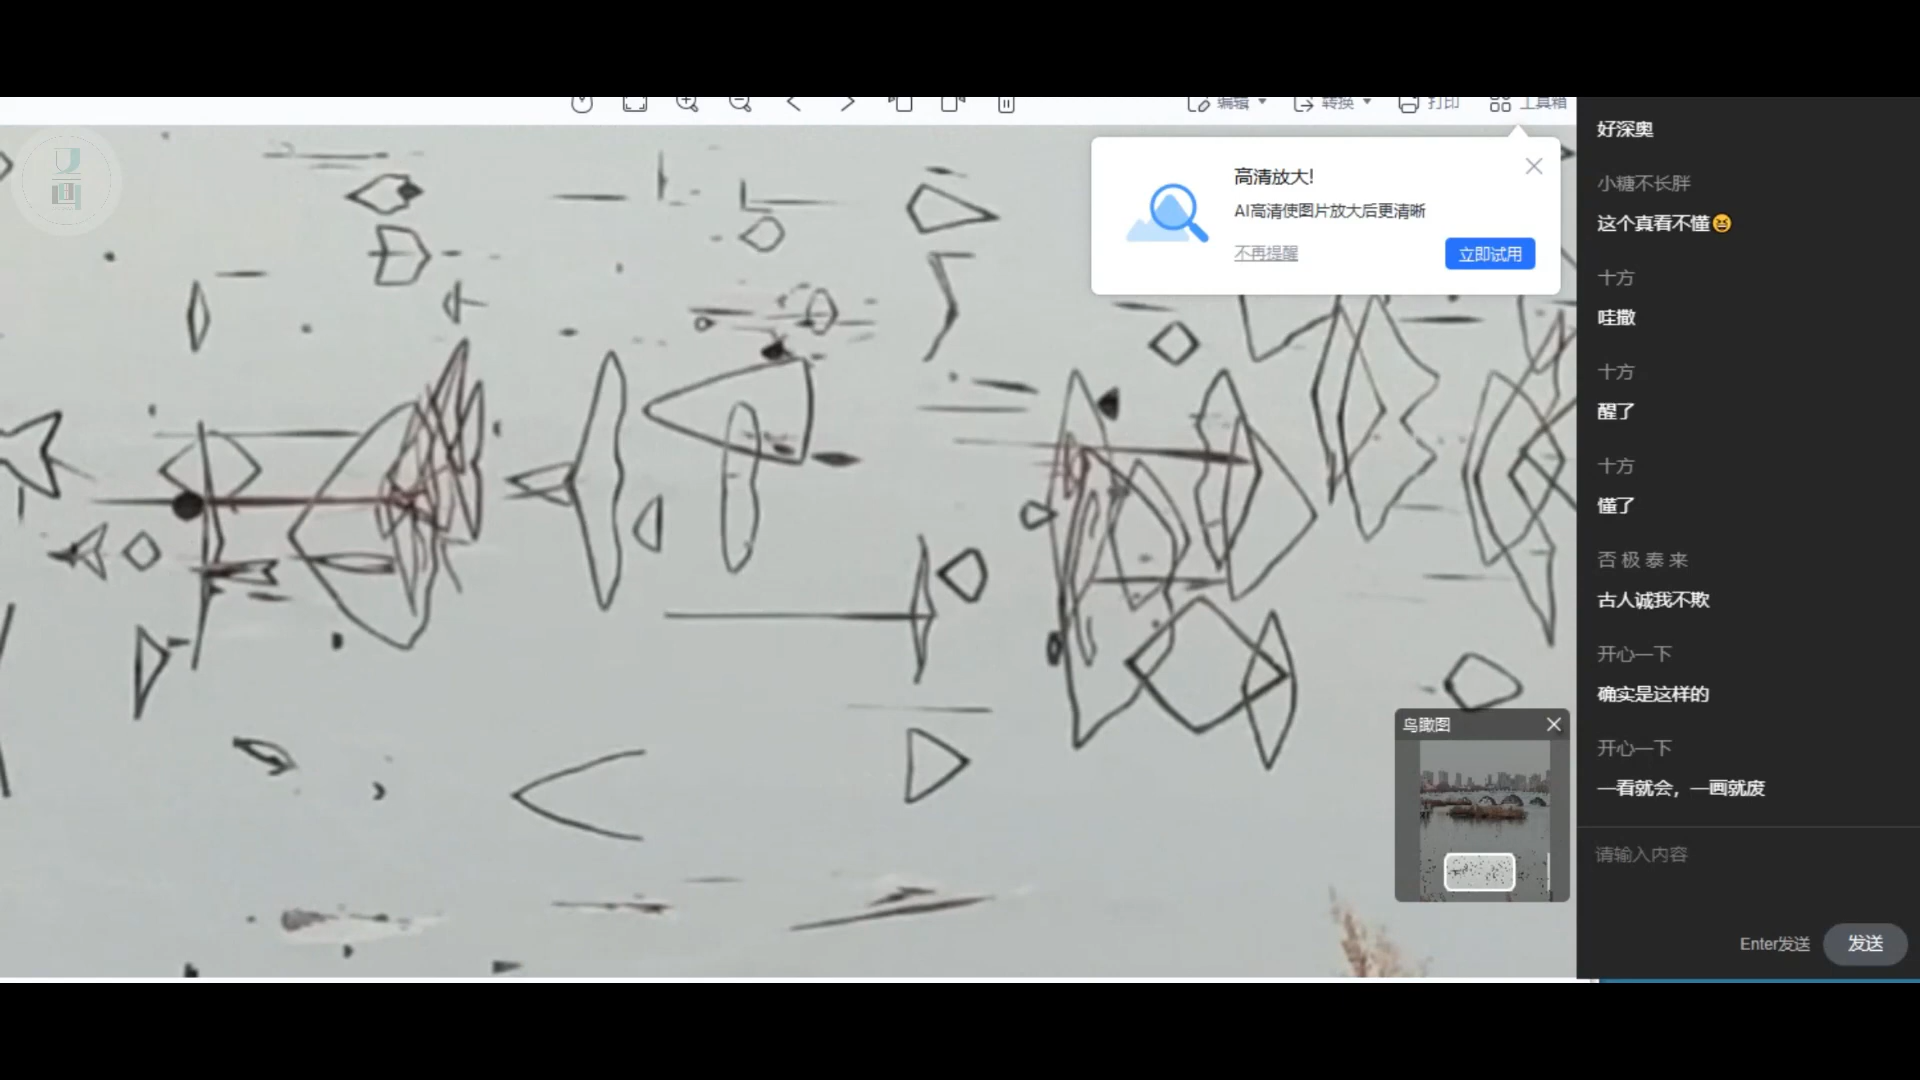 编辑
转换
打印
工具箱
高清放大!
AI高清使图片放大后更清晰
不再提醒
立即试用
鸟瞰图
好深奥
小糖不长胖
这个真看不懂😆
十方
哇撒
十方
醒了
十方
懂了
否极泰来
古人诚我不欺
开心一下
确实是这样的
开心一下
一看就会，一画就废
请输入内容
Enter发送
发送